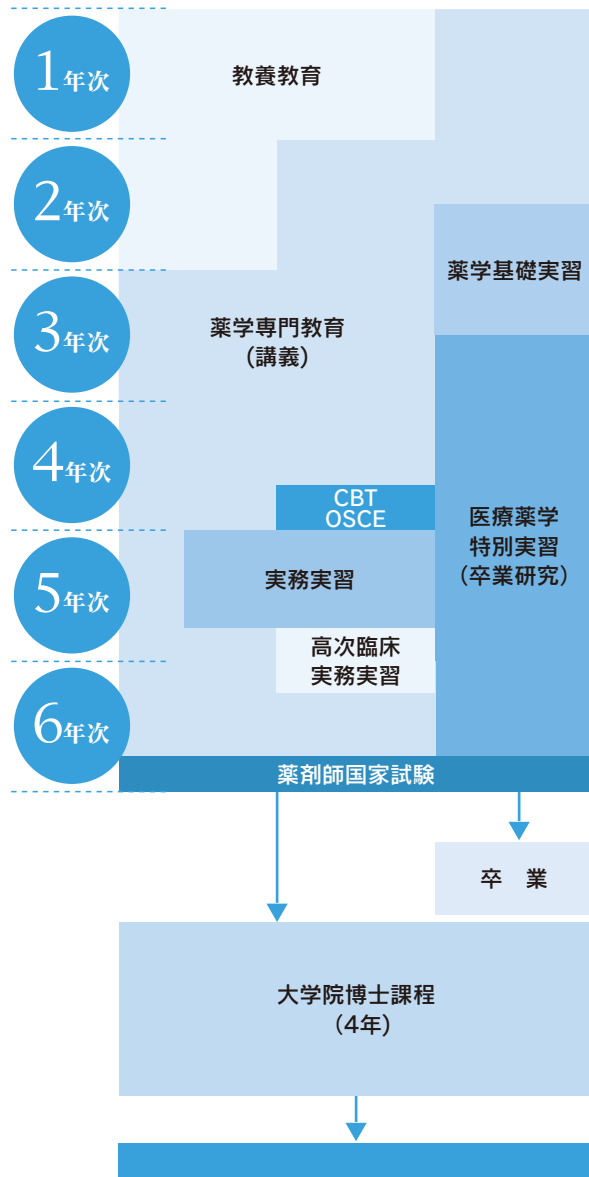 1年次
教養教育
2年次
薬学基礎実習
3年次
薬学専門教育
(講義)
4年次
CBT
OSCE
医療薬学
特別実習
(卒業研究)
5年次
実務実習
高次臨床
実務実習
6年次
薬剤師国家試験
卒　業
大学院博士課程
(4年)